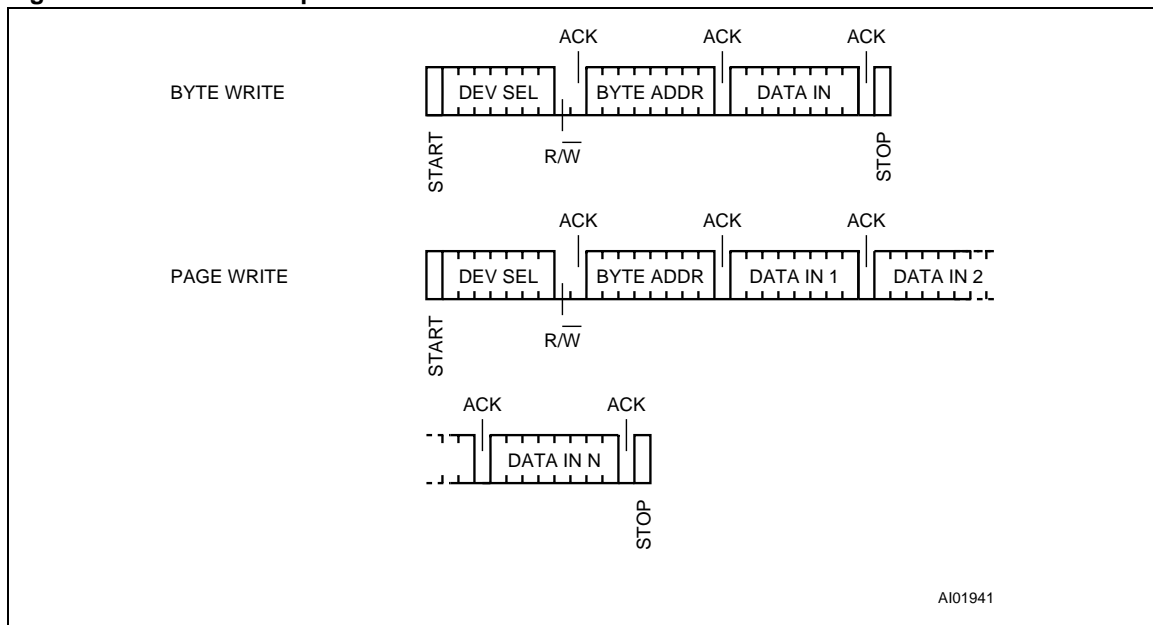 ACK ACK ACK
BYTE WRITE DEV SEL BYTE ADDR DATA IN
START R/W̅ STOP
ACK ACK ACK
PAGE WRITE DEV SEL BYTE ADDR DATA IN 1 DATA IN 2
START R/W̅
ACK ACK
DATA IN N
STOP
AI01941